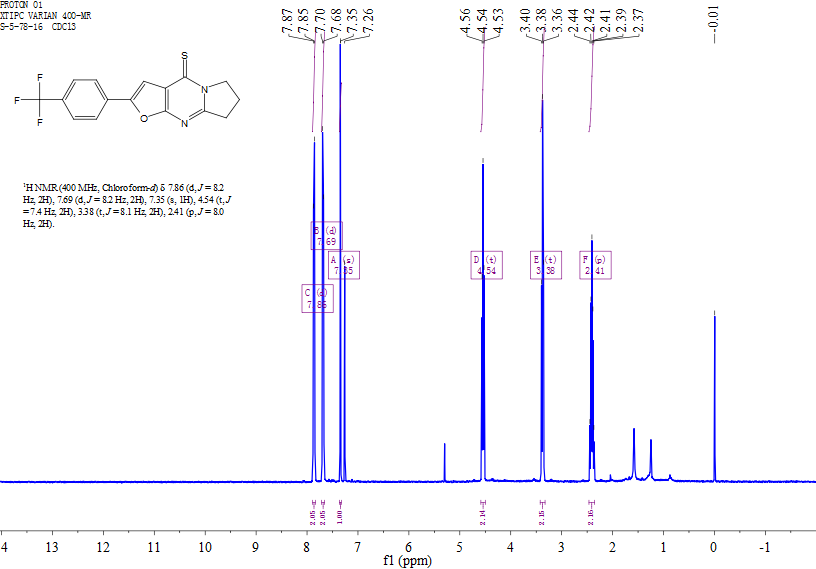 PROTON 01
XTIPC VARIAN 400-MR
S-5-78-16 CDCl3
7.87
7.85
7.70
7.68
7.35
7.26
4.56
4.54
4.53
3.40
3.38
3.36
2.44
2.42
2.41
2.39
2.37
-0.01
S
F
F
F
N
O
N
¹H NMR (400 MHz, Chloroform-d) δ 7.86 (d, J = 8.2
Hz, 2H), 7.69 (d, J = 8.2 Hz, 2H), 7.35 (s, 1H), 4.54 (t, J
= 7.4 Hz, 2H), 3.38 (t, J = 8.1 Hz, 2H), 2.41 (p, J = 8.0
Hz, 2H).
B (d)
7.69
A (s)
7.35
C (d)
7.86
D (t)
4.54
E (t)
3.38
F (p)
2.41
2.05
2.05
1.00
2.14
2.15
2.16
4 13 12 11 10 9 8 7 6 5 4 3 2 1 0 -1
f1 (ppm)